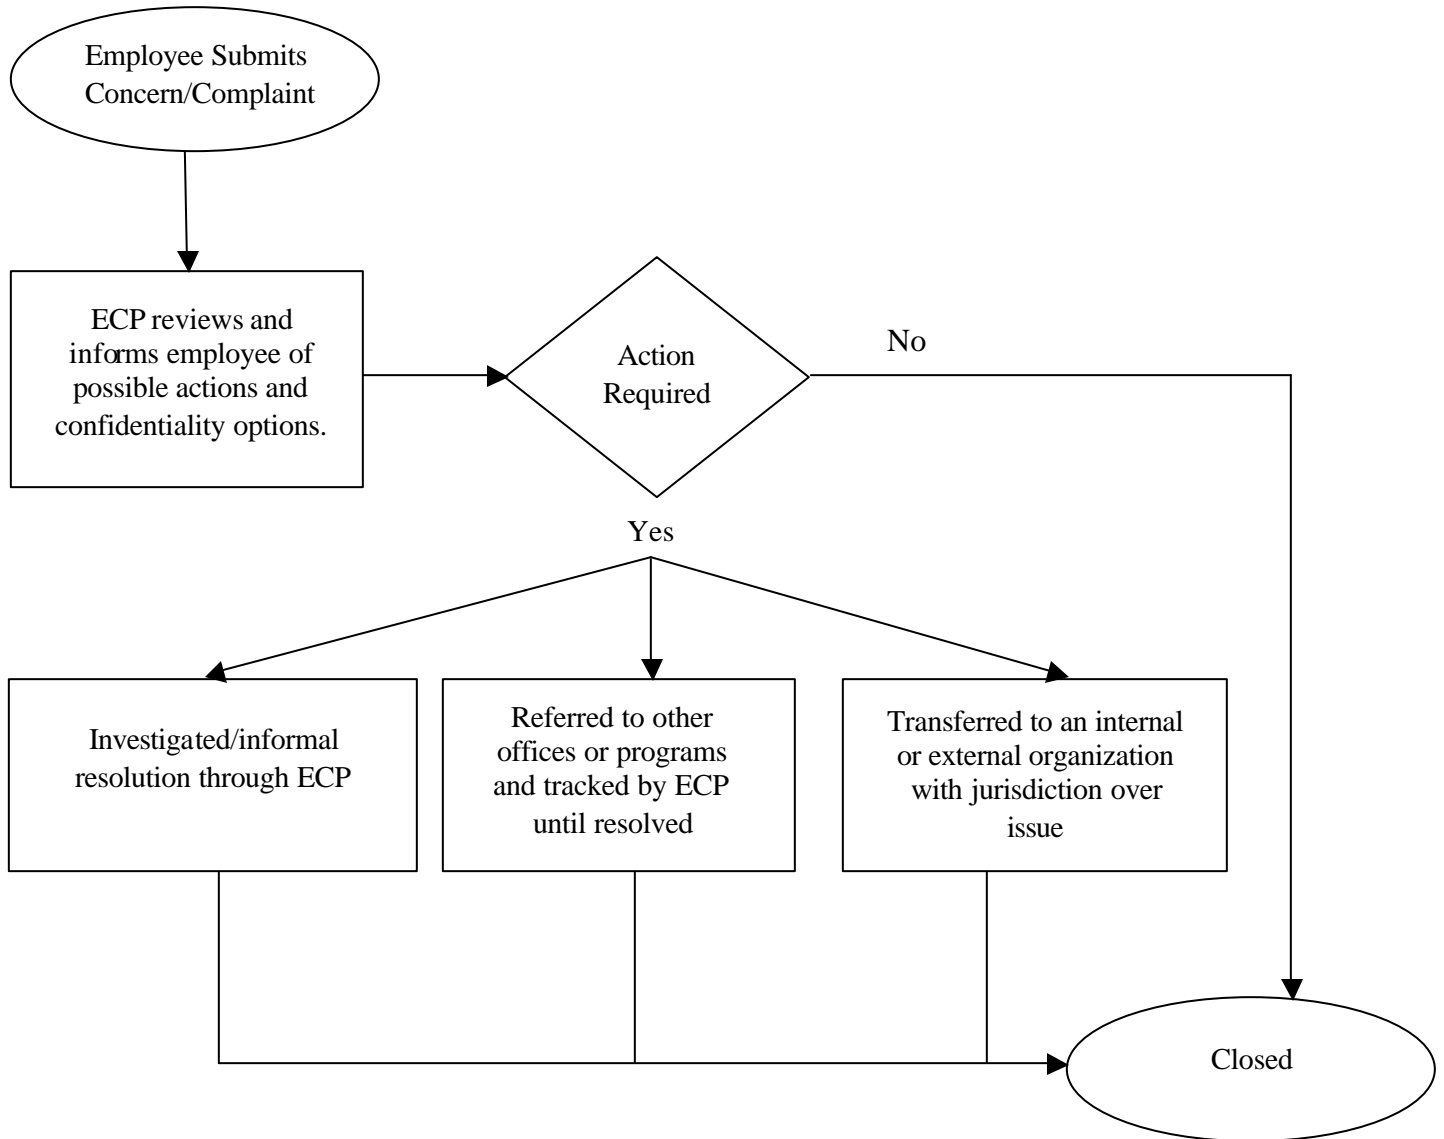 Employee Submits
Concern/Complaint
ECP reviews and
informs employee of
possible actions and
confidentiality options.
Action
Required
No
Yes
Investigated/informal
resolution through ECP
Referred to other
offices or programs
and tracked by ECP
until resolved
Transferred to an internal
or external organization
with jurisdiction over
issue
Closed